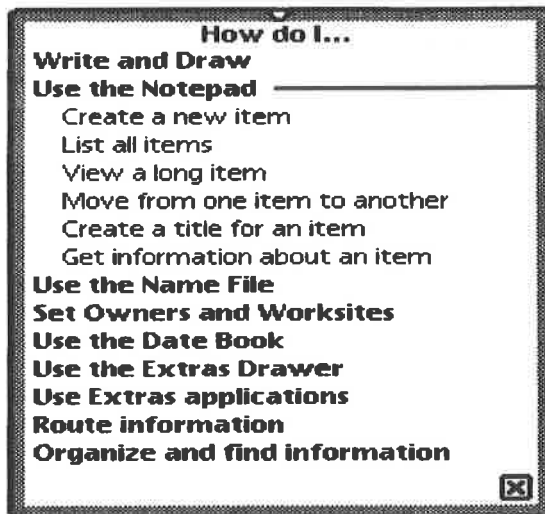 How do I...
Write and Draw
Use the Notepad
Create a new item
List all items
View a long item
Move from one item to another
Create a title for an item
Get information about an item
Use the Name File
Set Owners and Worksites
Use the Date Book
Use the Extras Drawer
Use Extras applications
Route information
Organize and find information